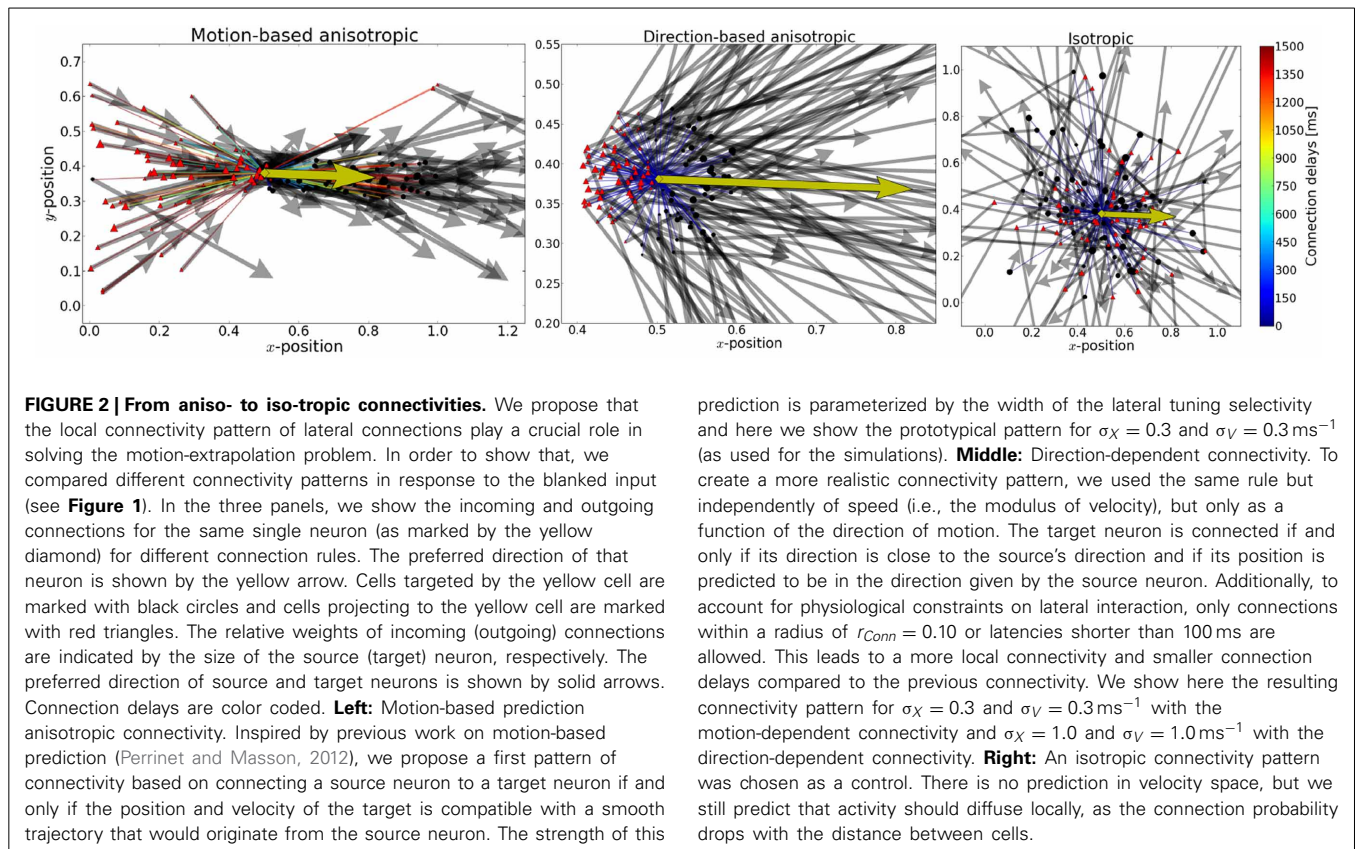 Motion-based anisotropic
Direction-based anisotropic
Isotropic
0.7
0.6
0.5
0.4
0.3
0.2
0.1
0.0
y-position
0.0 0.2 0.4 0.6 0.8 1.0 1.2
x-position
0.55
0.50
0.45
0.40
0.35
0.30
0.25
0.20
0.4 0.5 0.6 0.7 0.8
x-position
1.0
0.8
0.6
0.4
0.2
0.0
0.0 0.2 0.4 0.6 0.8 1.0
x-position
1500
1350
1200
1050
900
750
600
450
300
150
0
Connection delays [ms]
FIGURE 2 | From aniso- to iso-tropic connectivities. We propose that
the local connectivity pattern of lateral connections play a crucial role in
solving the motion-extrapolation problem. In order to show that, we
compared different connectivity patterns in response to the blanked input
(see Figure 1). In the three panels, we show the incoming and outgoing
connections for the same single neuron (as marked by the yellow
diamond) for different connection rules. The preferred direction of that
neuron is shown by the yellow arrow. Cells targeted by the yellow cell are
marked with black circles and cells projecting to the yellow cell are marked
with red triangles. The relative weights of incoming (outgoing) connections
are indicated by the size of the source (target) neuron, respectively. The
preferred direction of source and target neurons is shown by solid arrows.
Connection delays are color coded. Left: Motion-based prediction
anisotropic connectivity. Inspired by previous work on motion-based
prediction (Perrinet and Masson, 2012), we propose a first pattern of
connectivity based on connecting a source neuron to a target neuron if and
only if the position and velocity of the target is compatible with a smooth
trajectory that would originate from the source neuron. The strength of this
prediction is parameterized by the width of the lateral tuning selectivity
and here we show the prototypical pattern for σX = 0.3 and σV = 0.3 ms−1
(as used for the simulations). Middle: Direction-dependent connectivity. To
create a more realistic connectivity pattern, we used the same rule but
independently of speed (i.e., the modulus of velocity), but only as a
function of the direction of motion. The target neuron is connected if and
only if its direction is close to the source's direction and if its position is
predicted to be in the direction given by the source neuron. Additionally, to
account for physiological constraints on lateral interaction, only connections
within a radius of rConn = 0.10 or latencies shorter than 100 ms are
allowed. This leads to a more local connectivity and smaller connection
delays compared to the previous connectivity. We show here the resulting
connectivity pattern for σX = 0.3 and σV = 0.3 ms−1 with the
motion-dependent connectivity and σX = 1.0 and σV = 1.0 ms−1 with the
direction-dependent connectivity. Right: An isotropic connectivity pattern
was chosen as a control. There is no prediction in velocity space, but we
still predict that activity should diffuse locally, as the connection probability
drops with the distance between cells.